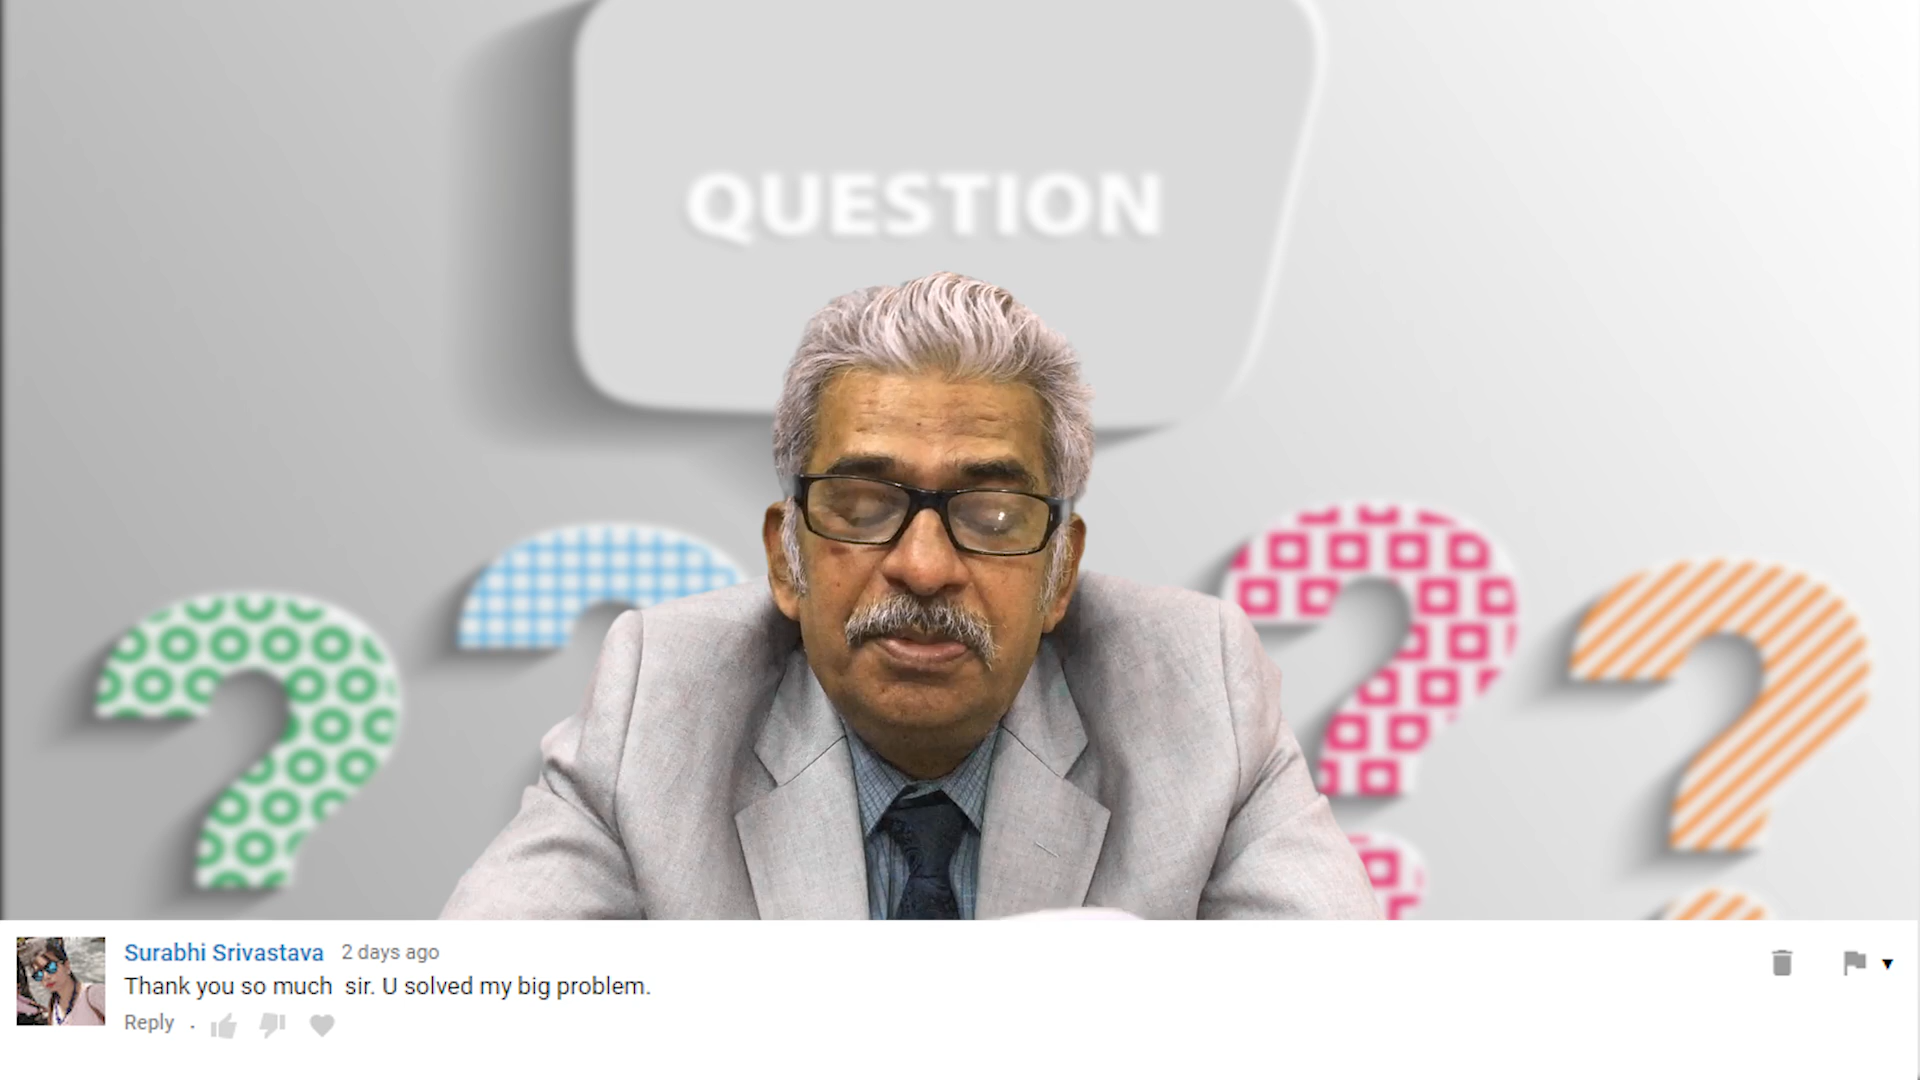 QUESTION
Surabhi Srivastava 2 days ago
Thank you so much  sir. U solved my big problem.
Reply .